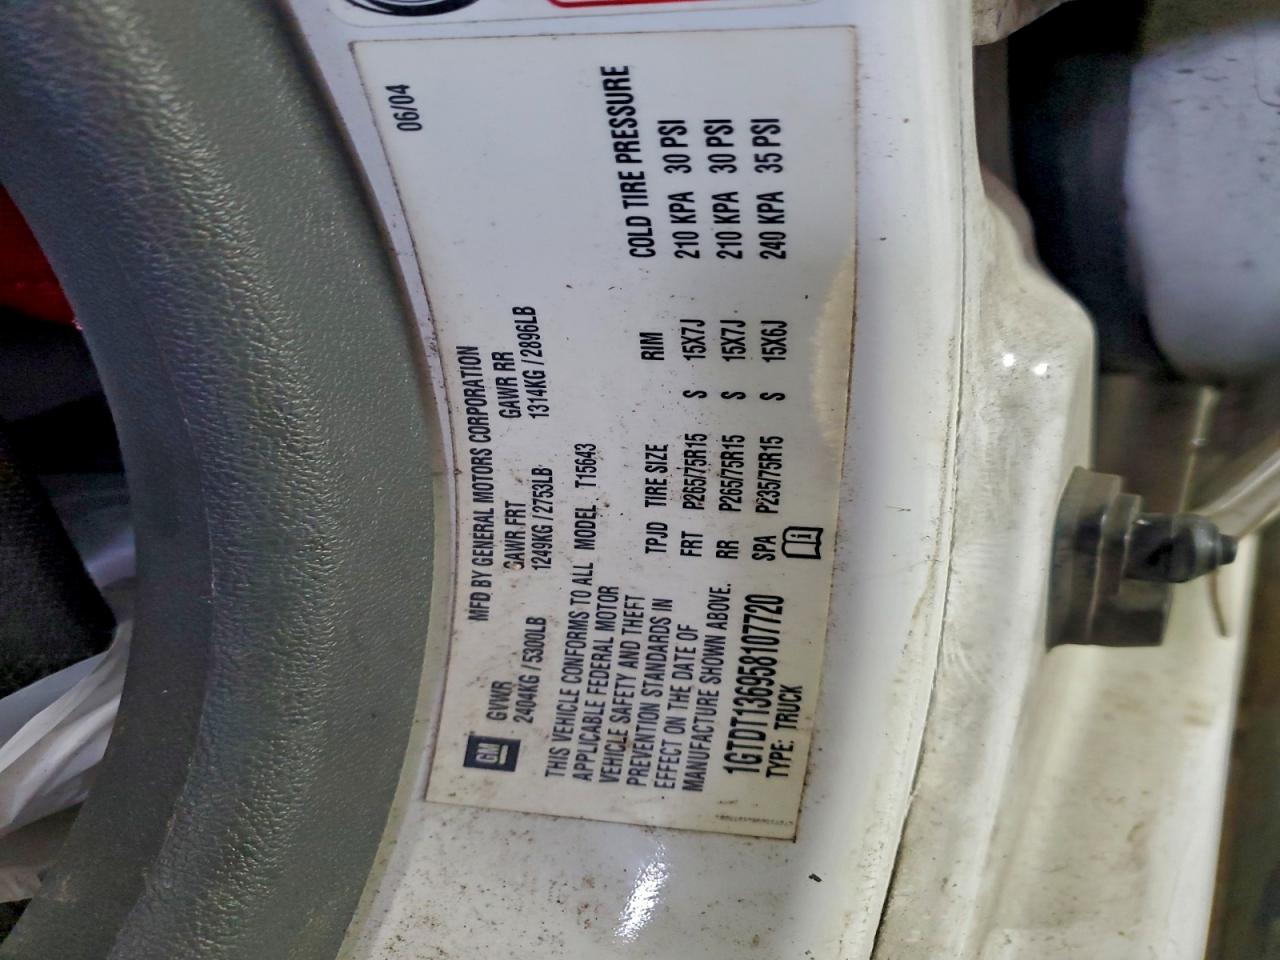 06/04
MFD BY GENERAL MOTORS CORPORATION
GM
GVWR GAWR FRT GAWR RR
2404KG / 5300LB 1249KG / 2753LB 1314KG / 2896LB
THIS VEHICLE CONFORMS TO ALL
APPLICABLE FEDERAL MOTOR
VEHICLE SAFETY AND THEFT
PREVENTION STANDARDS IN
EFFECT ON THE DATE OF
MANUFACTURE SHOWN ABOVE.
1GTDT136958107720
TYPE: TRUCK
MODEL T15643
TPJD TIRE SIZE RIM COLD TIRE PRESSURE
FRT P265/75R15 S 15X7J 210 KPA 30 PSI
RR P265/75R15 S 15X7J 210 KPA 30 PSI
SPA P235/75R15 S 15X6J 240 KPA 35 PSI